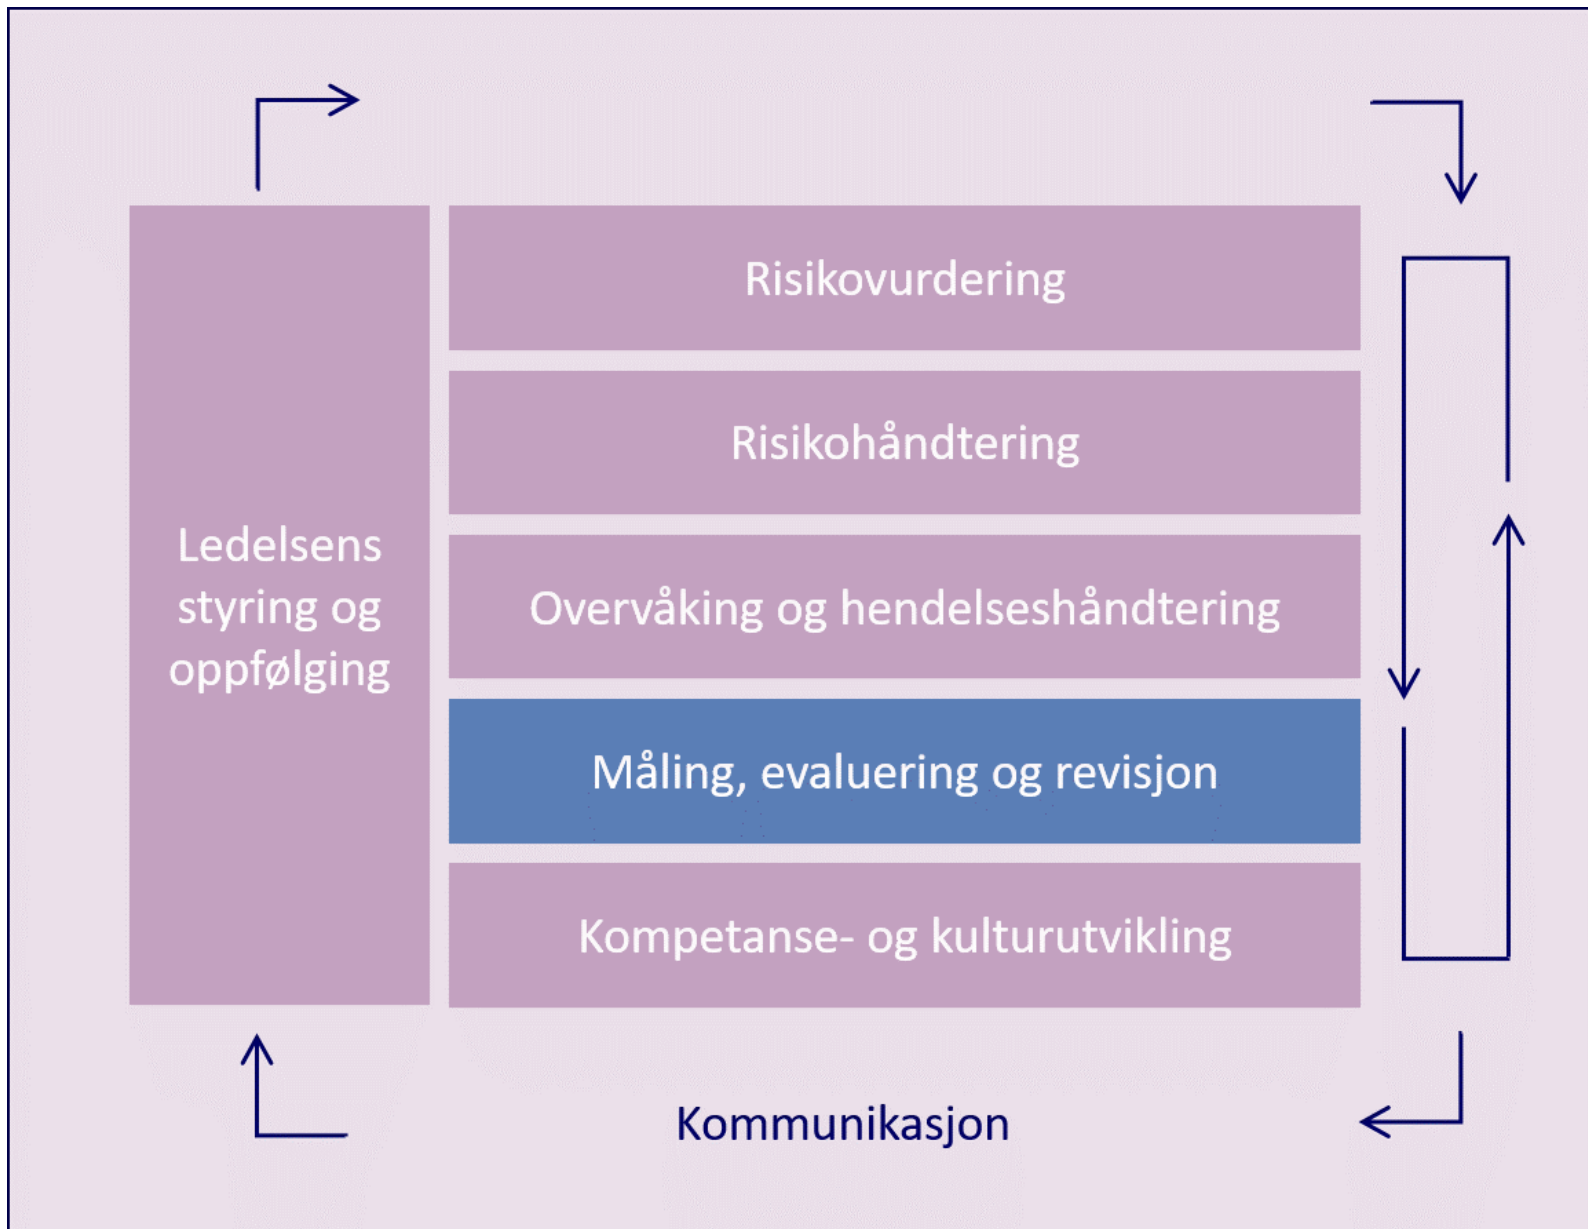 Ledelsens
styring og
oppfølging
Risikovurdering
Risikohåndtering
Overvåking og hendelseshåndtering
Måling, evaluering og revisjon
Kompetanse- og kulturutvikling
Kommunikasjon